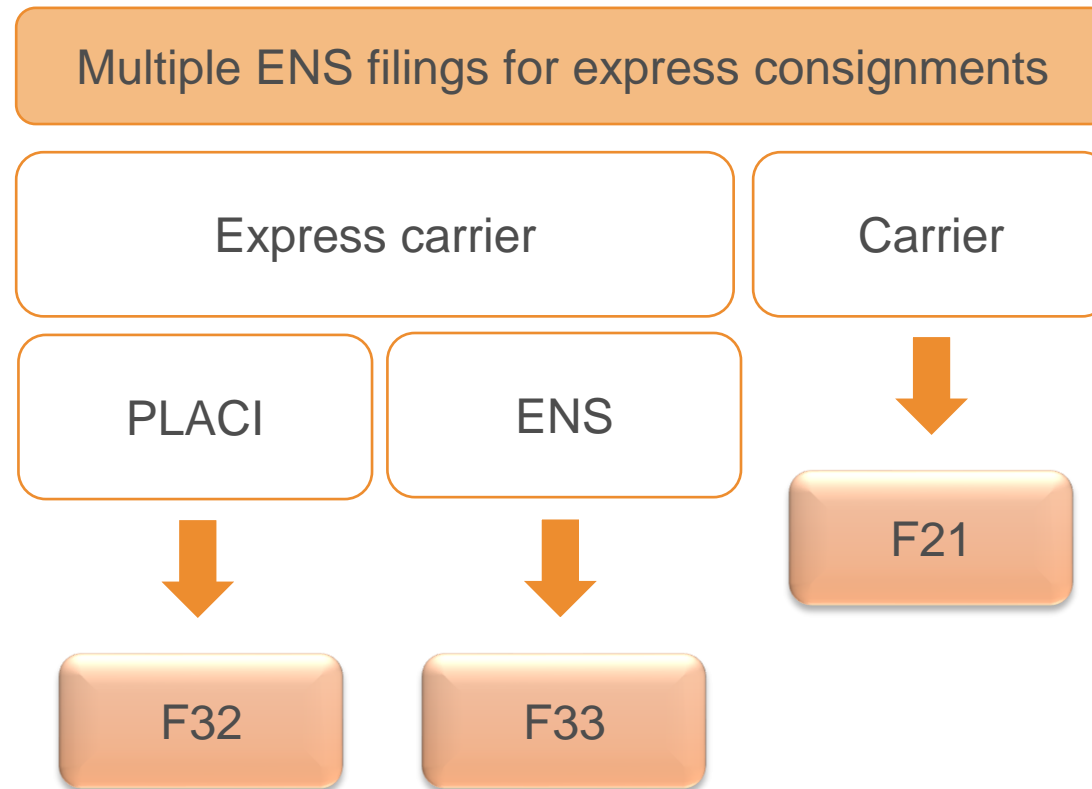 Multiple ENS filings for express consignments
Express carrier
Carrier
PLACI
ENS
F21
F32
F33